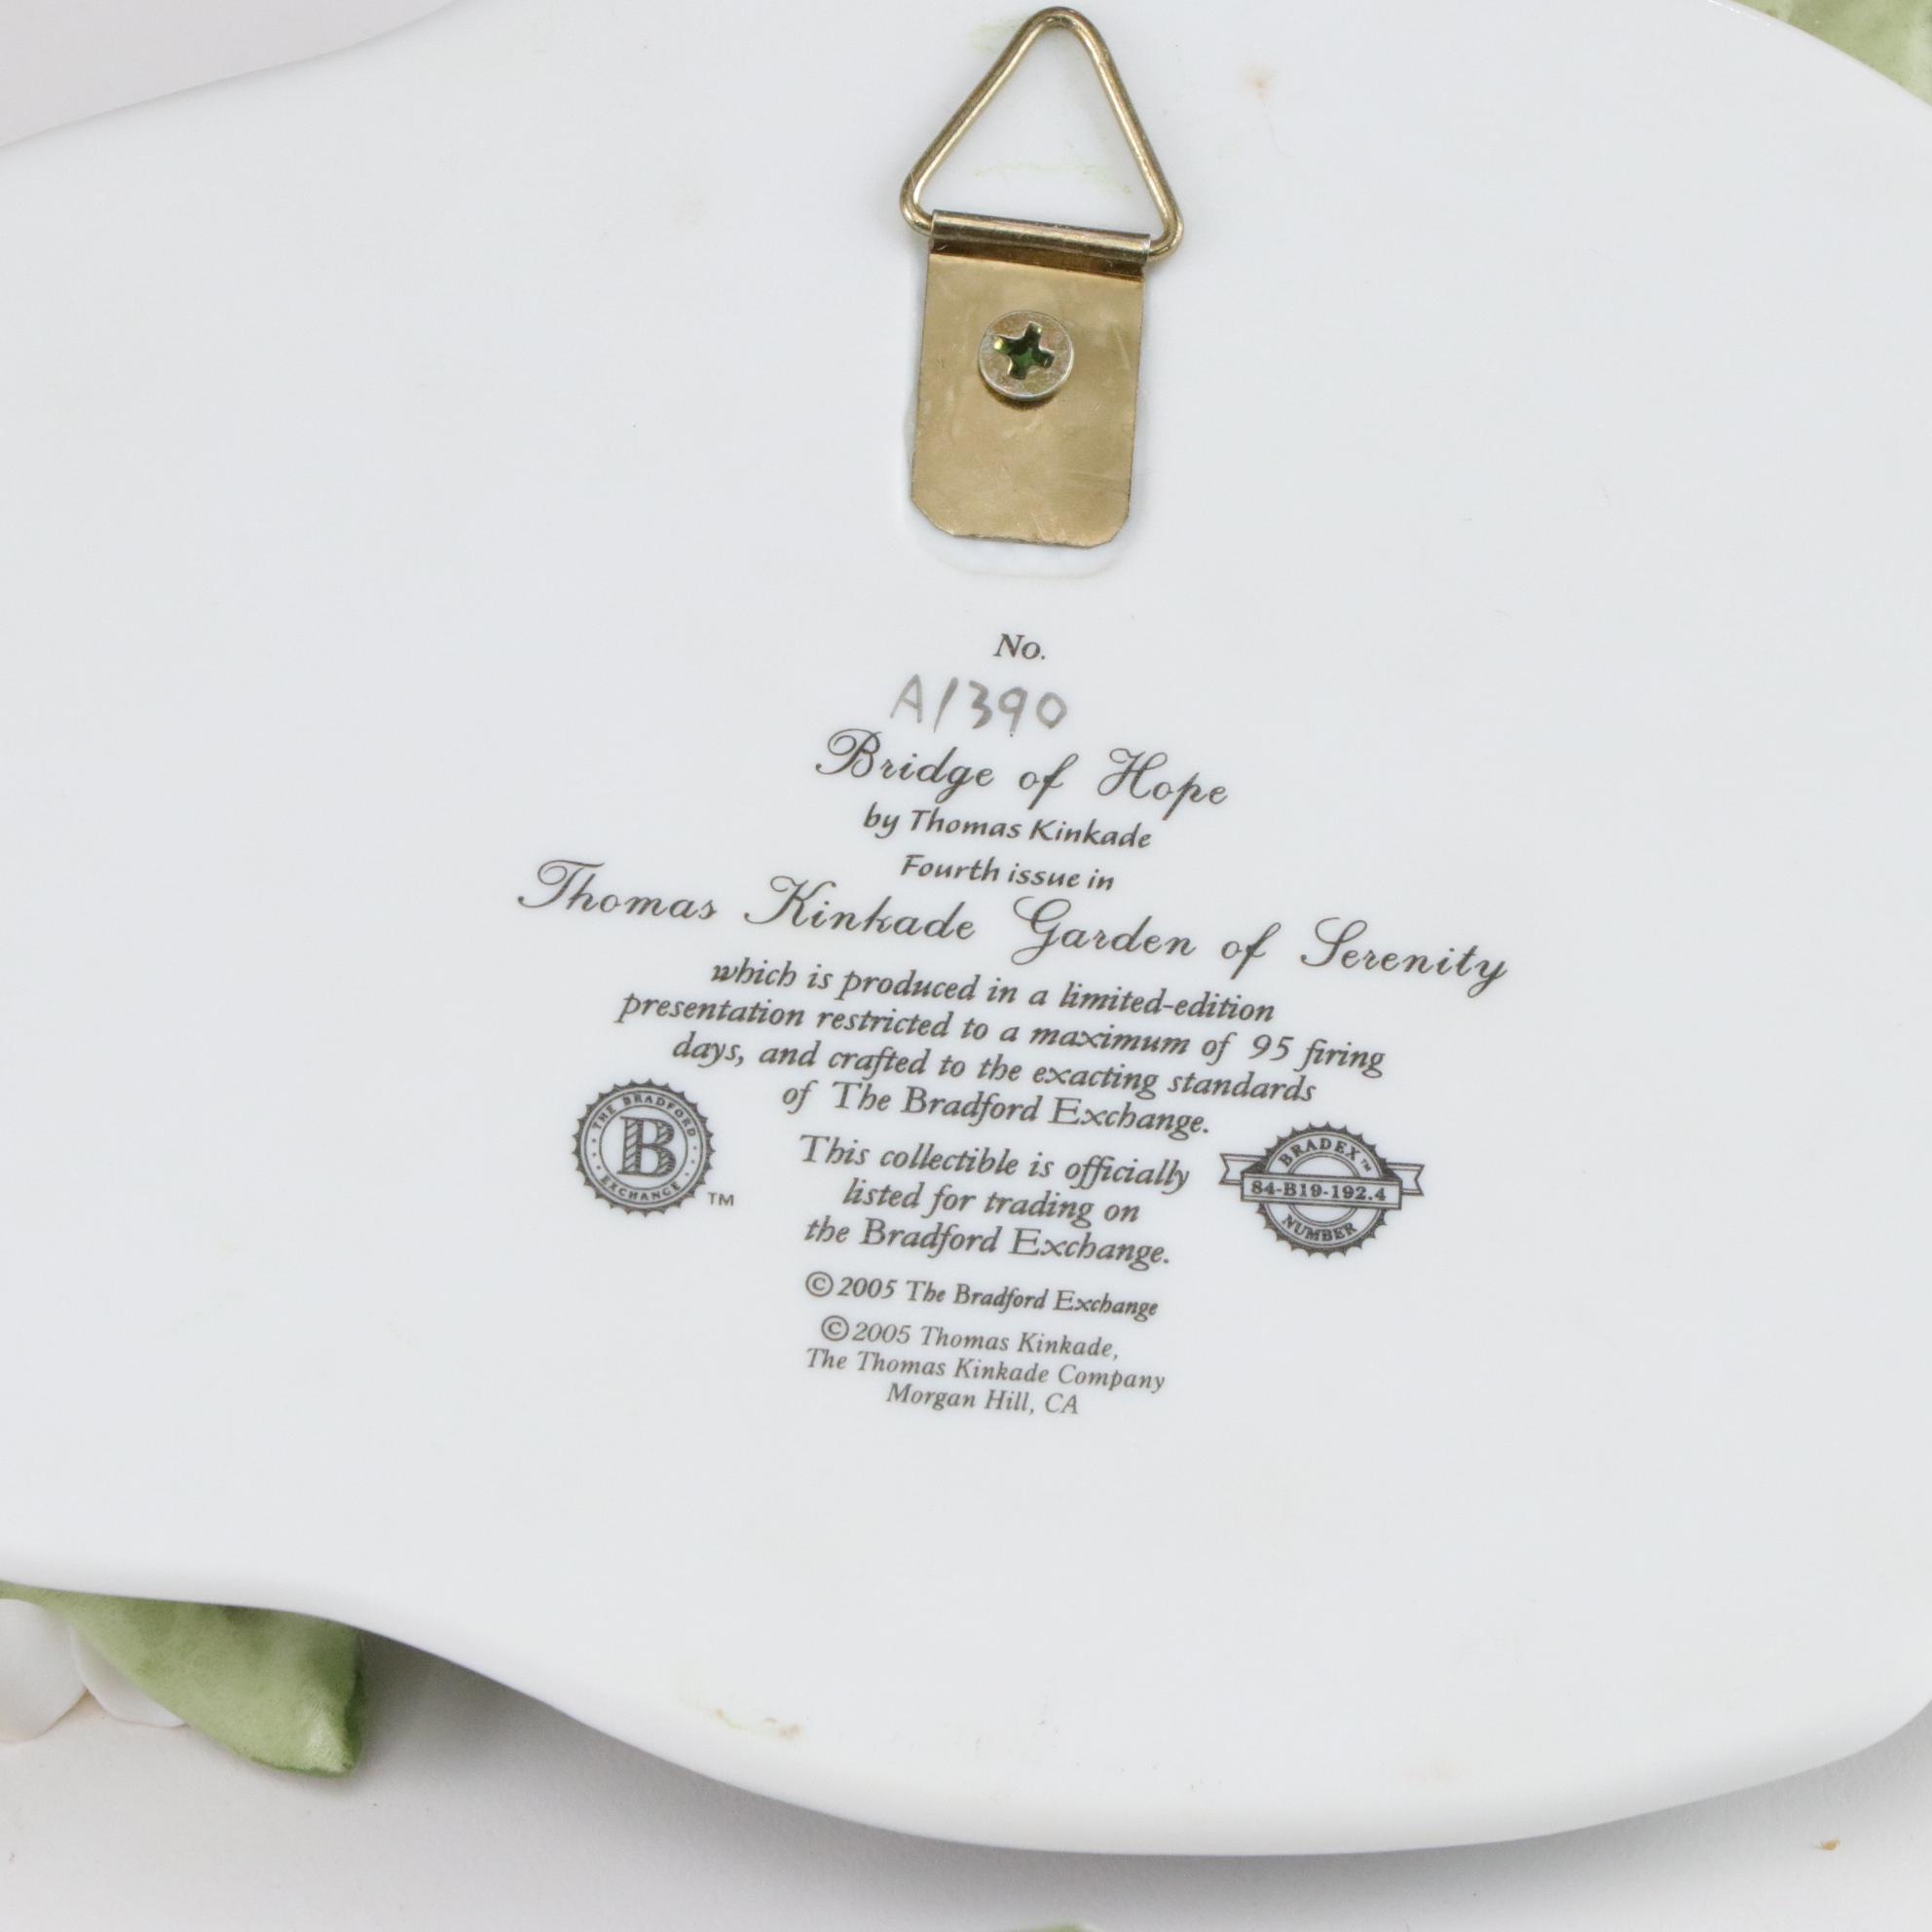 No.
A1390
Bridge of Hope
by Thomas Kinkade
Fourth issue in
Thomas Kinkade Garden of Serenity
which is produced in a limited-edition
presentation restricted to a maximum of 95 firing
days, and crafted to the exacting standards
of The Bradford Exchange.
THE BRADFORD
B
EXCHANGE
TM
This collectible is officially
listed for trading on
the Bradford Exchange.
BRADEX™
84-B19-192.4
NUMBER
©2005 The Bradford Exchange
©2005 Thomas Kinkade,
The Thomas Kinkade Company
Morgan Hill, CA